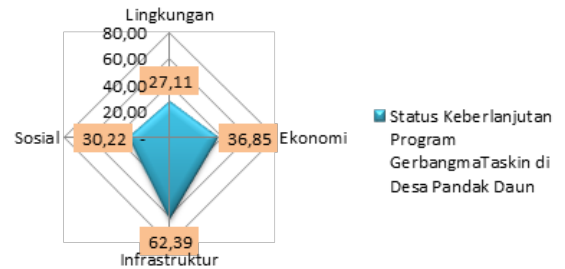 Lingkungan
80,00
60,00
40,00
27,11
20,00
Sosial
30,22
-
36,85
Ekonomi
62,39
Infrastruktur
Status Keberlanjutan
Program
GerbangmaTaskin di
Desa Pandak Daun